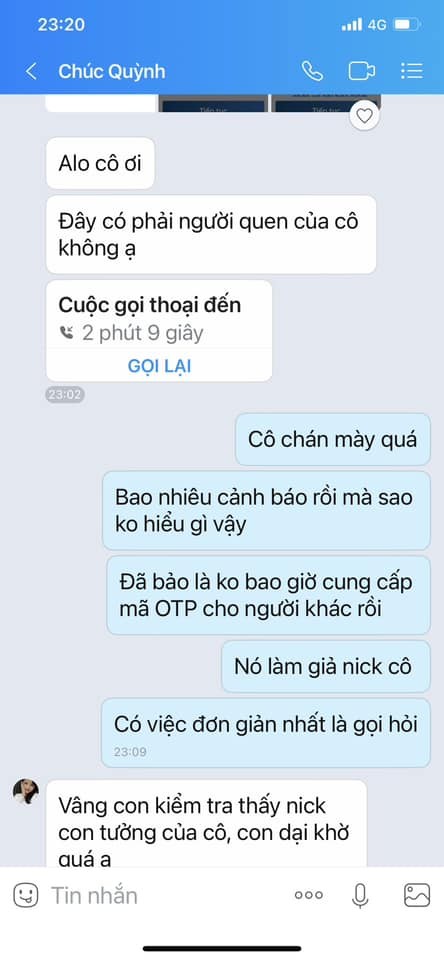 23:20
4G
Chúc Quỳnh
Tiếp tục
Tiếp tục
Alo cô ơi
Đây có phải người quen của cô
không ạ
Cuộc gọi thoại đến
2 phút 9 giây
GỌI LẠI
23:02
Cô chán mày quá
Bao nhiêu cảnh báo rồi mà sao
ko hiểu gì vậy
Đã bảo là ko bao giờ cung cấp
mã OTP cho người khác rồi
Nó làm giả nick cô
Có việc đơn giản nhất là gọi hỏi
23:09
Vâng con kiểm tra thấy nick
con tưởng của cô, con dại khờ
quá ạ
Tin nhắn